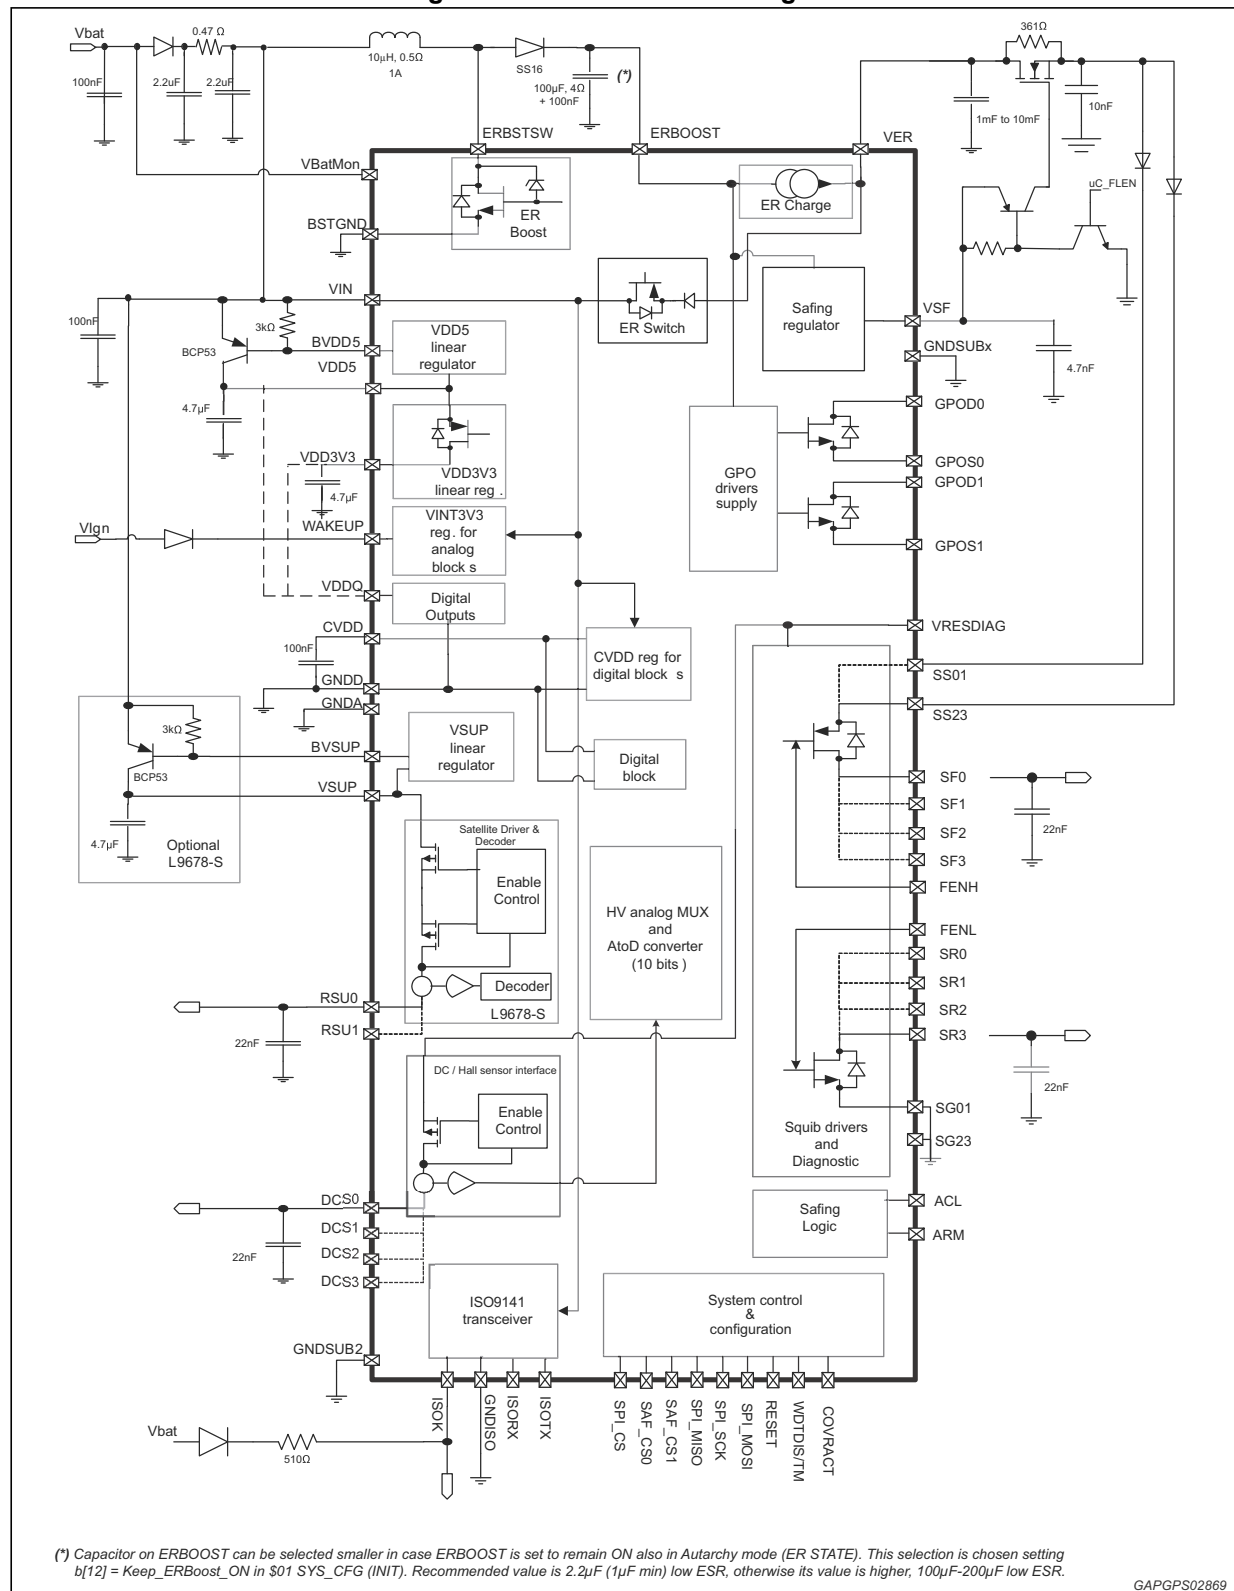 Vbat
0.47 Ω
100nF
2.2uF
2.2uF
10µH, 0.5Ω
1A
SS16
(*)
100µF, 4Ω
+ 100nF
361Ω
1mF to 10mF
10nF
ERBSTSW
ERBOOST
VER
VBatMon
BSTGND
ER
Boost
ER Charge
uC_FLEN
VIN
100nF
3kΩ
BCP53
BVDD5
VDD5
VDD5
linear
regulator
ER Switch
Safing
regulator
VSF
GNDSUBx
4.7nF
4.7µF
VDD3V3
4.7µF
VDD3V3
linear reg .
GPO
drivers
supply
GPOD0
GPOS0
GPOD1
GPOS1
VIgn
WAKEUP
VINT3V3
reg. for
analog
block s
VDDQ
Digital
Outputs
CVDD
100nF
GNDD
GNDA
CVDD reg for
digital block s
VRESDIAG
SS01
SS23
3kΩ
BCP53
BVSUP
VSUP
VSUP
linear
regulator
Digital
block
4.7µF
Optional
L9678-S
Satellite Driver &
Decoder
Enable
Control
Decoder
L9678-S
HV analog MUX
and
AtoD converter
(10 bits )
SF0
SF1
SF2
SF3
22nF
FENH
FENL
SR0
SR1
SR2
SR3
22nF
RSU0
RSU1
22nF
DC / Hall sensor interface
Enable
Control
Squib drivers
and
Diagnostic
SG01
SG23
DCS0
DCS1
DCS2
DCS3
22nF
Safing
Logic
ACL
ARM
ISO9141
transceiver
System control
&
configuration
GNDSUB2
ISOK
GNDISO
ISORX
ISOTX
SPI_CS
SAF_CS0
SAF_CS1
SPI_MISO
SPI_SCK
SPI_MOSI
RESET
WDTDIS/TM
COVRACT
Vbat
510Ω
(*) Capacitor on ERBOOST can be selected smaller in case ERBOOST is set to remain ON also in Autarchy mode (ER STATE). This selection is chosen setting
b[12] = Keep_ERBoost_ON in $01 SYS_CFG (INIT). Recommended value is 2.2µF (1µF min) low ESR, otherwise its value is higher, 100µF-200µF low ESR.
GAPGPS02869